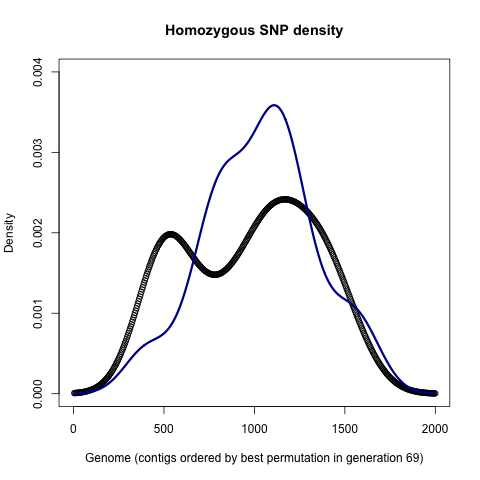 Homozygous SNP density
Density
0.004
0.003
0.002
0.001
0.000
0 500 1000 1500 2000
Genome (contigs ordered by best permutation in generation 69)